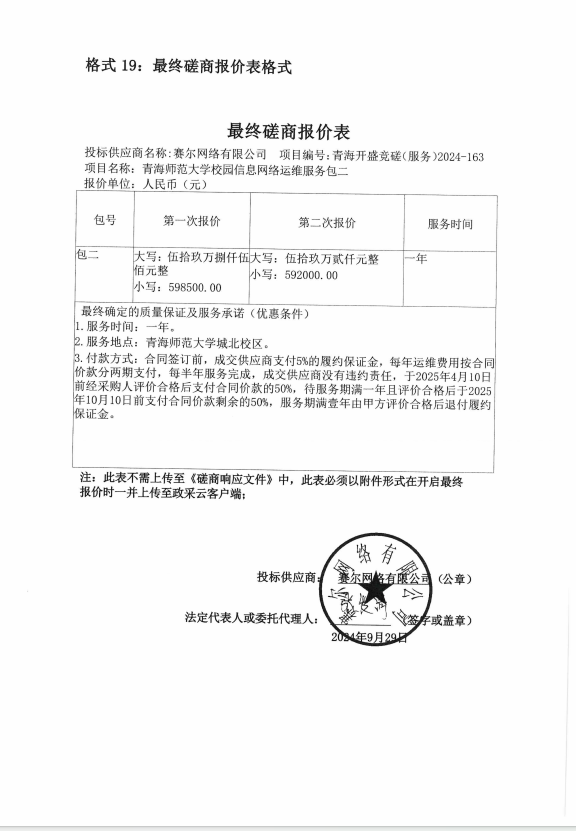 格式 19：最终磋商报价表格式
最终磋商报价表
投标供应商名称:赛尔网络有限公司 项目编号:青海开盛竞磋(服务)2024-163
项目名称：青海师范大学校园信息网络运维服务包二
报价单位：人民币（元）
包号 第一次报价 第二次报价 服务时间
包二 大写：伍拾玖万捌仟伍佰元整 小写：598500.00 大写：伍拾玖万贰仟元整 小写：592000.00 一年
最终确定的质量保证及服务承诺（优惠条件）
1.服务时间：一年。
2.服务地点：青海师范大学城北校区。
3.付款方式：合同签订前，成交供应商支付5%的履约保证金，每年运维费用按合同
价款分两期支付，每半年服务完成，成交供应商没有违约责任，于2025年4月10日
前经采购人评价合格后支付合同价款的50%，待服务期满一年且评价合格后于2025
年10月10日前支付合同价款剩余的50%，服务期满壹年由甲方评价合格后退付履约
保证金。
注：此表不需上传至《磋商响应文件》中，此表必须以附件形式在开启最终
报价时一并上传至政采云客户端；
投标供应商：赛尔网络有限公司（公章）
法定代表人或委托代理人：（签字或盖章）
2024年9月29日
赛尔网络有限公司